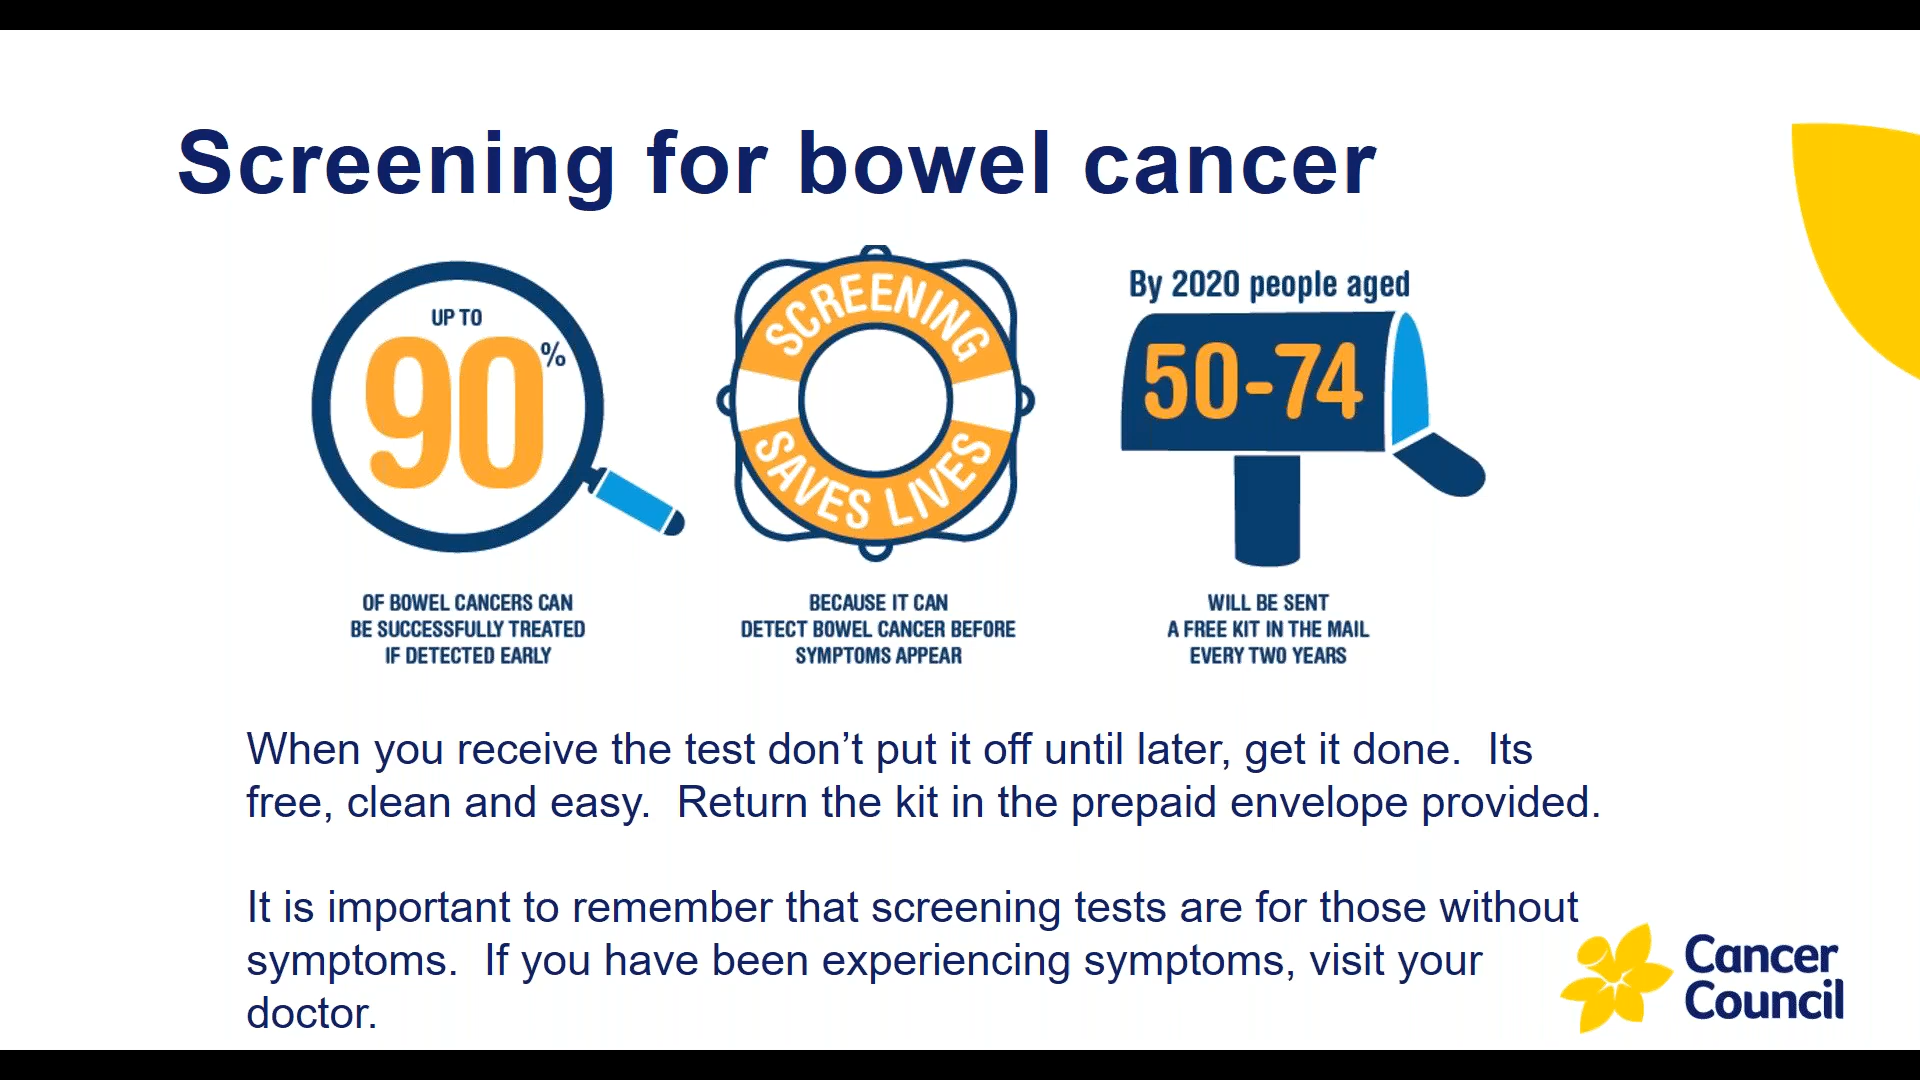 Screening for bowel cancer
UP TO
90%
OF BOWEL CANCERS CAN
BE SUCCESSFULLY TREATED
IF DETECTED EARLY
SCREENING
SAVES LIVES
BECAUSE IT CAN
DETECT BOWEL CANCER BEFORE
SYMPTOMS APPEAR
By 2020 people aged
50-74
WILL BE SENT
A FREE KIT IN THE MAIL
EVERY TWO YEARS
When you receive the test don’t put it off until later, get it done.  Its
free, clean and easy.  Return the kit in the prepaid envelope provided.
It is important to remember that screening tests are for those without
symptoms.  If you have been experiencing symptoms, visit your
doctor.
Cancer
Council